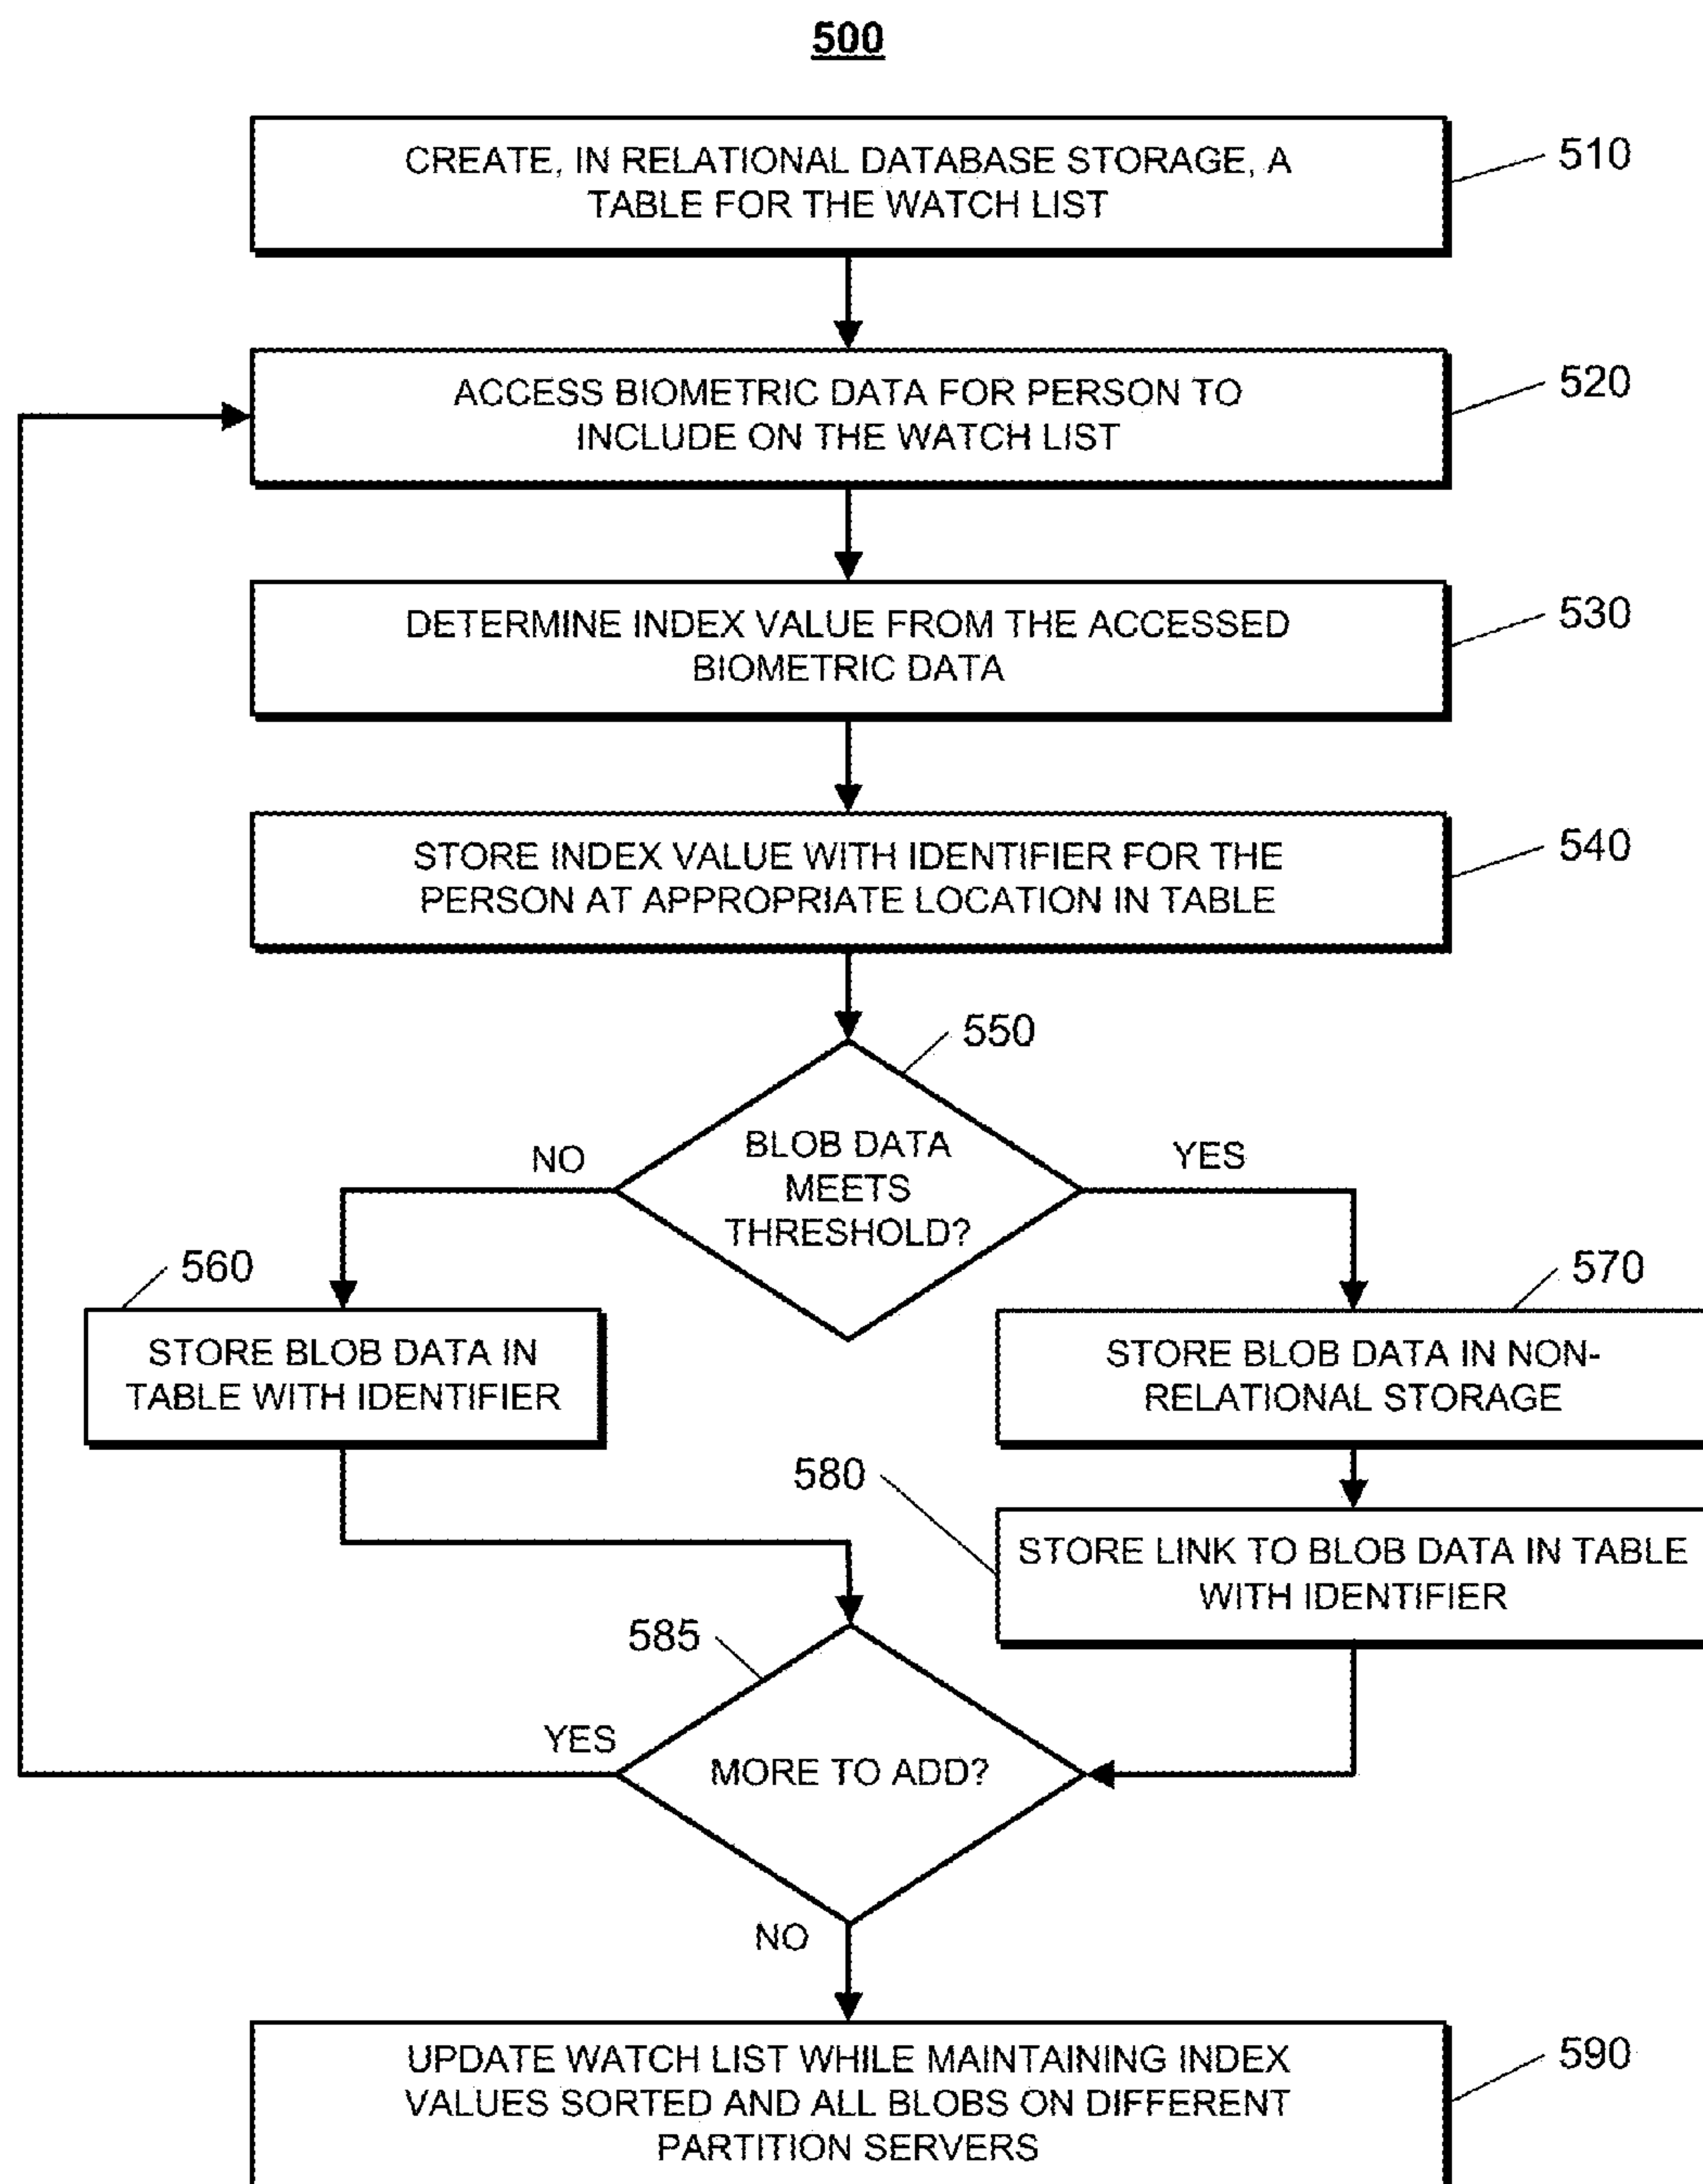 500
CREATE, IN RELATIONAL DATABASE STORAGE, A
TABLE FOR THE WATCH LIST
510
ACCESS BIOMETRIC DATA FOR PERSON TO
INCLUDE ON THE WATCH LIST
520
DETERMINE INDEX VALUE FROM THE ACCESSED
BIOMETRIC DATA
530
STORE INDEX VALUE WITH IDENTIFIER FOR THE
PERSON AT APPROPRIATE LOCATION IN TABLE
540
550
BLOB DATA
MEETS
THRESHOLD?
NO
YES
560
STORE BLOB DATA IN
TABLE WITH IDENTIFIER
570
STORE BLOB DATA IN NON-
RELATIONAL STORAGE
580
STORE LINK TO BLOB DATA IN TABLE
WITH IDENTIFIER
585
YES
MORE TO ADD?
NO
UPDATE WATCH LIST WHILE MAINTAINING INDEX
VALUES SORTED AND ALL BLOBS ON DIFFERENT
PARTITION SERVERS
590